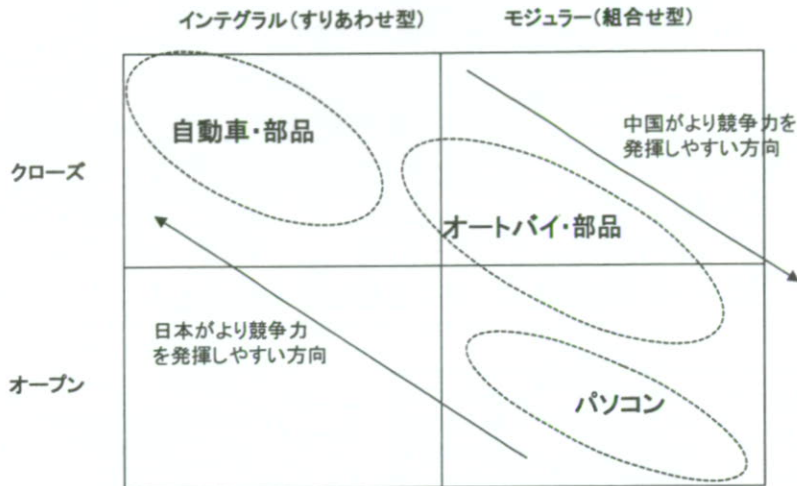 インテグラル(すりあわせ型)
モジュラー(組合せ型)
自動車・部品
中国がより競争力を
発揮しやすい方向
クローズ
オートバイ・部品
日本がより競争力
を発揮しやすい方向
オープン
パソコン